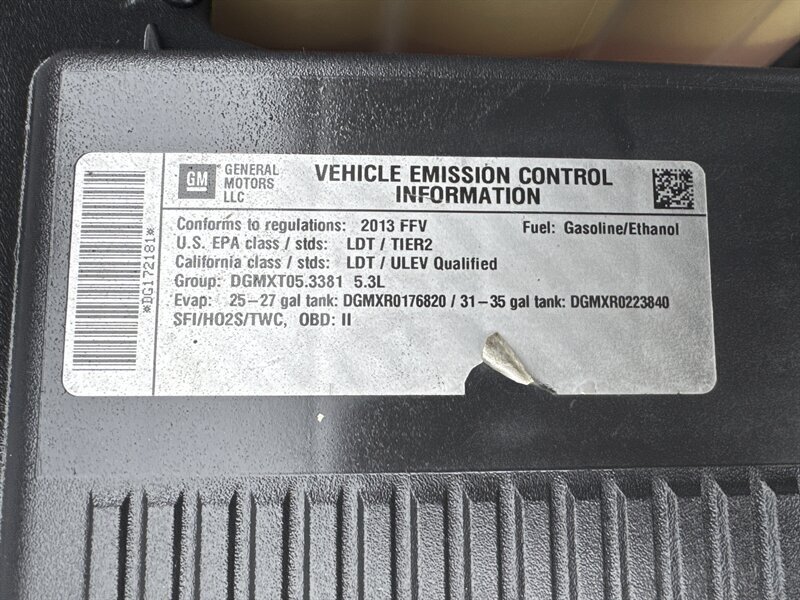 *DG172181*
GM
GENERAL
MOTORS
LLC
VEHICLE EMISSION CONTROL
INFORMATION
Conforms to regulations: 2013 FFV Fuel: Gasoline/Ethanol
U.S. EPA class / stds: LDT / TIER2
California class / stds: LDT / ULEV Qualified
Group: DGMXT05.3381 5.3L
Evap: 25-27 gal tank: DGMXR0176820 / 31-35 gal tank: DGMXR0223840
SFI/HO2S/TWC, OBD: II